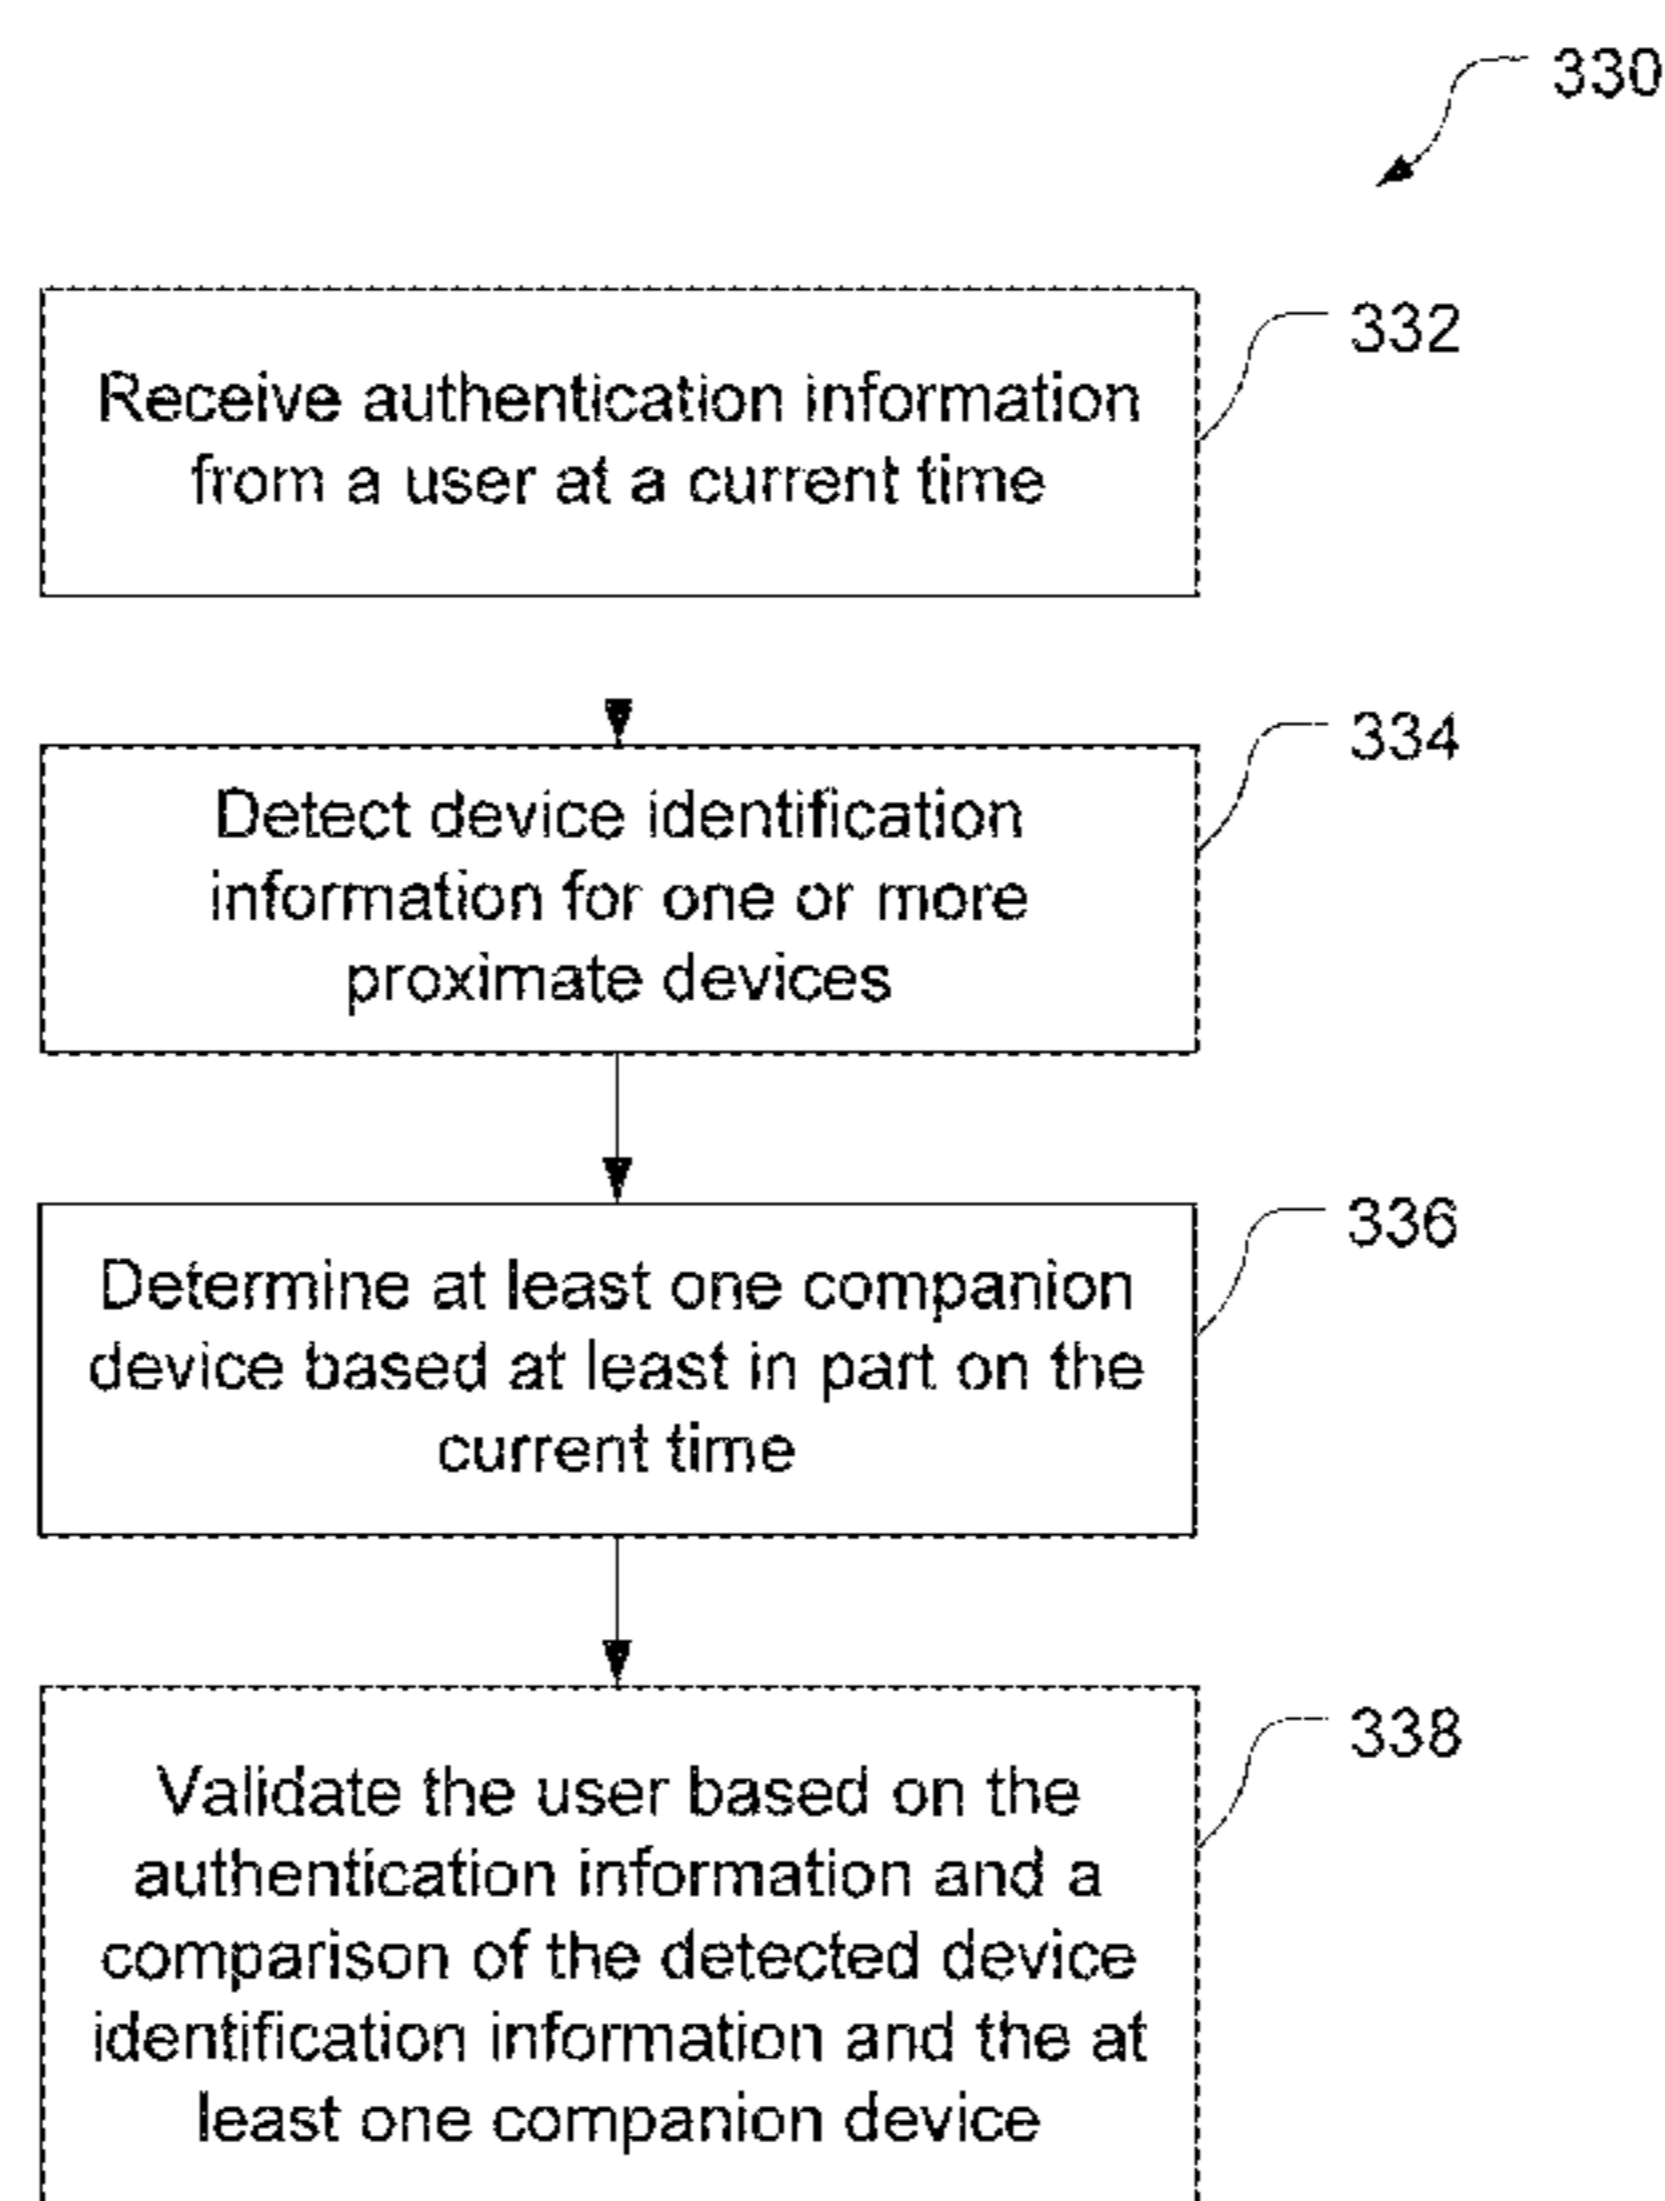 330
332
Receive authentication information
from a user at a current time
334
Detect device identification
information for one or more
proximate devices
336
Determine at least one companion
device based at least in part on the
current time
338
Validate the user based on the
authentication information and a
comparison of the detected device
identification information and the at
least one companion device